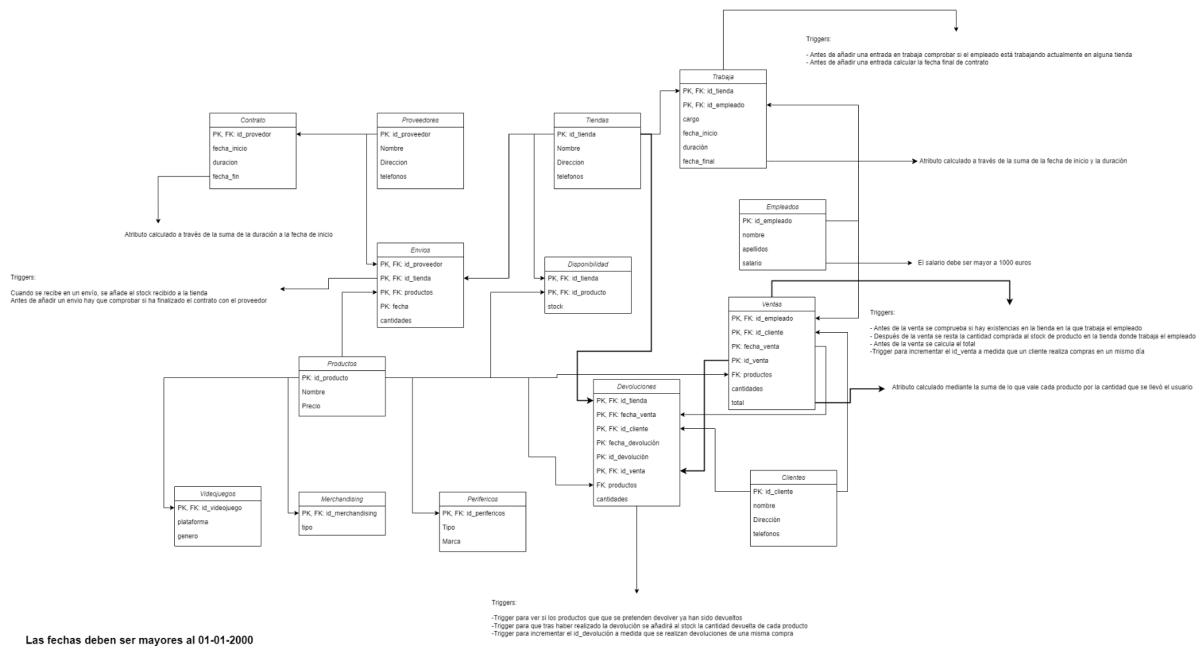 Triggers:
- Antes de añadir una entrada en trabaja comprobar si el empleado está trabajando actualmente en alguna tienda
- Antes de añadir una entrada calcular la fecha final de contrato
Trabaja
PK, FK: id_tienda
PK, FK: id_empleado
cargo
fecha_inicio
duración
fecha_final
Atributo calculado a través de la suma de la fecha de inicio y la duración
Contrato
PK, FK: id_provedor
fecha_inicio
duracion
fecha_fin
Atributo calculado a través de la suma de la duración a la fecha de inicio
Proveedores
PK: id_proveedor
Nombre
Direccion
telefonos
Tiendas
PK: id_tienda
Nombre
Direccion
telefonos
Empleados
PK: id_empleado
nombre
apellidos
salario
El salario debe ser mayor a 1000 euros
Triggers:
Cuando se recibe en un envío, se añade el stock recibido a la tienda
Antes de añadir un envio hay que comprobar si ha finalizado el contrato con el proveedor
Envios
PK, FK: id_proveedor
PK, FK: id_tienda
PK, FK: productos
PK: fecha
cantidades
Disponibilidad
PK, FK: id_tienda
PK, FK: id_producto
stock
Ventas
PK, FK: id_empleado
PK, FK: id_cliente
PK: fecha_venta
PK: id_venta
FK: productos
cantidades
total
Triggers:
- Antes de la venta se comprueba si hay existencias en la tienda en la que trabaja el empleado
- Después de la venta se resta la cantidad comprada al stock de producto en la tienda donde trabaja el empleado
- Antes de la venta se calcula el total
-Trigger para incrementar el id_venta a medida que un cliente realiza compras en un mismo día
Atributo calculado mediante la suma de lo que vale cada producto por la cantidad que se llevó el usuario
Productos
PK: id_producto
Nombre
Precio
Devoluciones
PK, FK: id_tienda
PK, FK: fecha_venta
PK, FK: id_cliente
PK: fecha_devolución
PK: id_devolución
PK, FK: id_venta
FK: productos
cantidades
Clientes
PK: id_cliente
nombre
Dirección
telefonos
Videojuegos
PK, FK: id_videojuego
plataforma
genero
Merchandising
PK, FK: id_merchandising
tipo
Perifericos
PK, FK: id_perifericos
Tipo
Marca
Triggers:
-Trigger para ver si los productos que que se pretenden devolver ya han sido devueltos
-Trigger para que tras haber realizado la devolución se añadirá al stock la cantidad devuelta de cada producto
-Trigger para incrementar el id_devolución a medida que se realizan devoluciones de una misma compra
Las fechas deben ser mayores al 01-01-2000